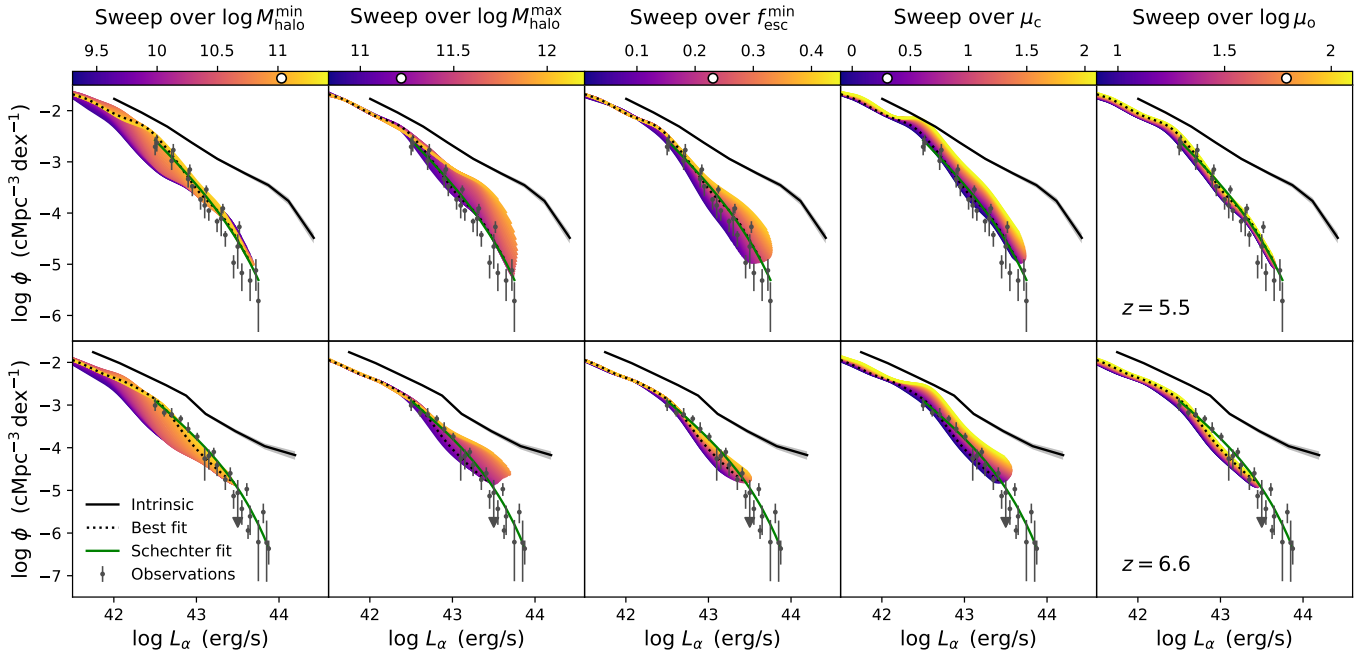 Sweep over log M_halo^min
Sweep over log M_halo^max
Sweep over f_esc^min
Sweep over μ_c
Sweep over log μ_o
9.5 10 10.5 11
11 11.5 12
0.1 0.2 0.3 0.4
0 0.5 1 1.5 2
1 1.5 2
log ϕ (cMpc⁻³ dex⁻¹)
−2
−3
−4
−5
−6
z = 5.5
log ϕ (cMpc⁻³ dex⁻¹)
−2
−3
−4
−5
−6
−7
Intrinsic
Best fit
Schechter fit
Observations
z = 6.6
42 43 44
42 43 44
42 43 44
42 43 44
42 43 44
log L_α (erg/s)
log L_α (erg/s)
log L_α (erg/s)
log L_α (erg/s)
log L_α (erg/s)